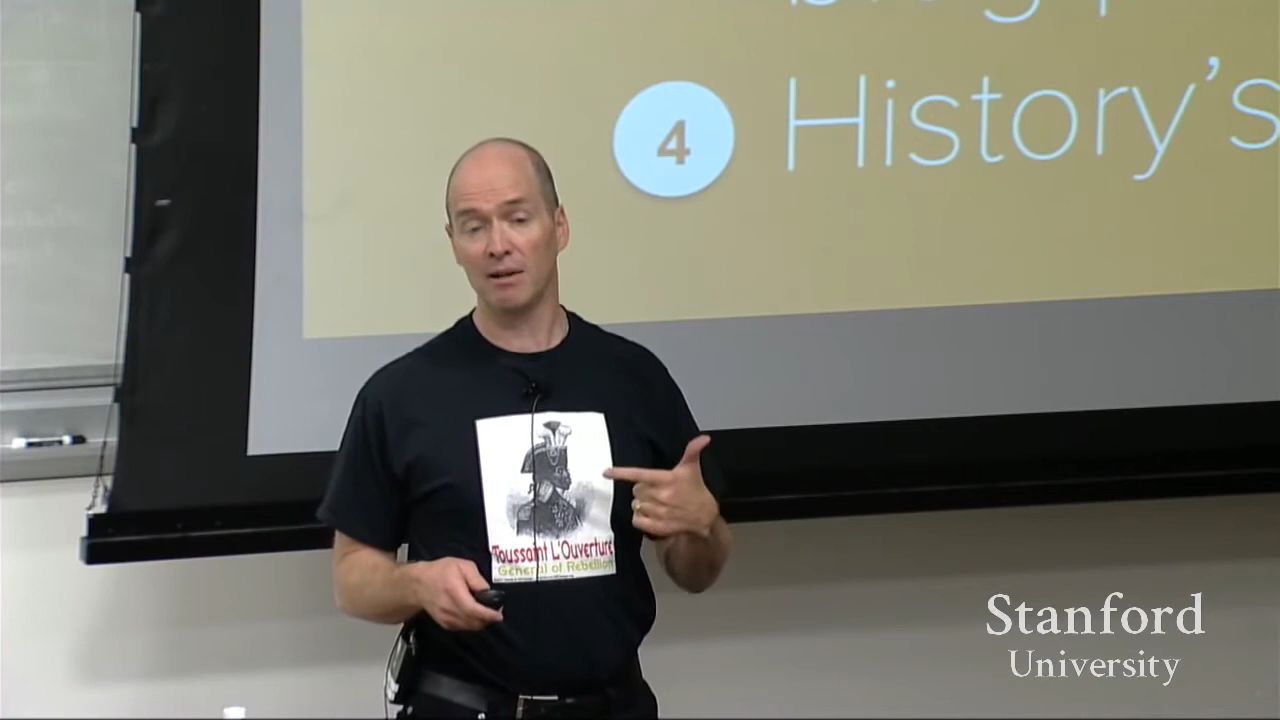 4
History's
Toussaint L'Ouverture
General of Rebellion
Stanford
University